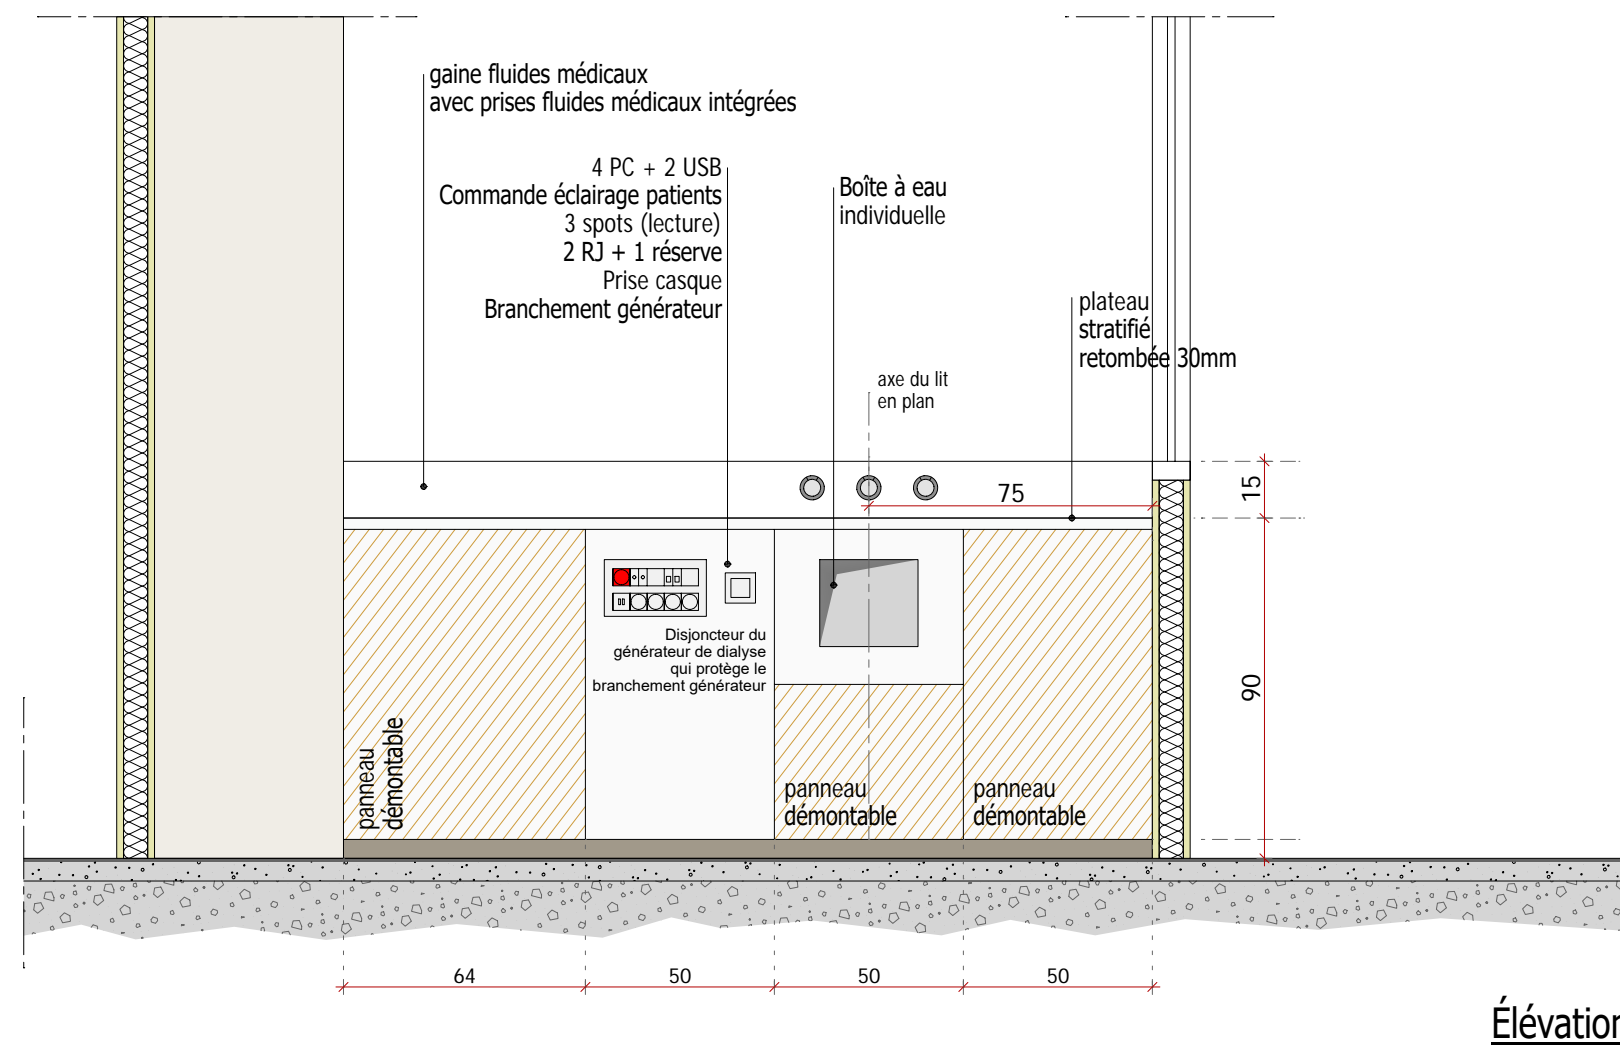 gaine fluides médicaux
avec prises fluides médicaux intégrées
4 PC + 2 USB
Commande éclairage patients
3 spots (lecture)
2 RJ + 1 réserve
Prise casque
Branchement générateur
Boîte à eau
individuelle
plateau
stratifié
retombée 30mm
axe du lit
en plan
75
15
90
Disjoncteur du
générateur de dialyse
qui protège le
branchement générateur
panneau
démontable
panneau
démontable
panneau
démontable
64
50
50
50
Élévation